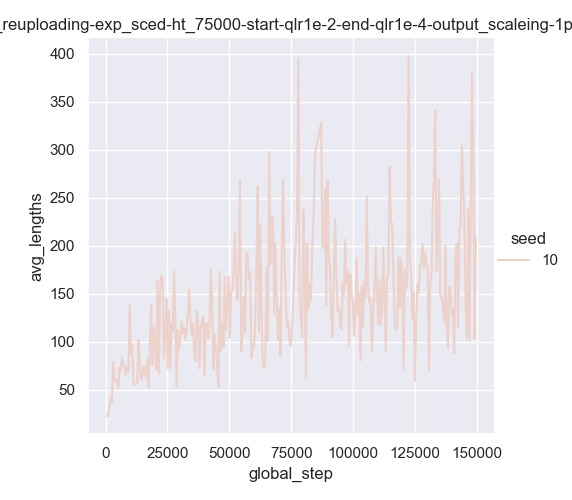 _reuploading-exp_sced-ht_75000-start-qlr1e-2-end-qlr1e-4-output_scaleing-1p
400
350
300
250
200
150
100
50
avg_lengths
0 25000 50000 75000 100000 125000 150000
global_step
seed
10